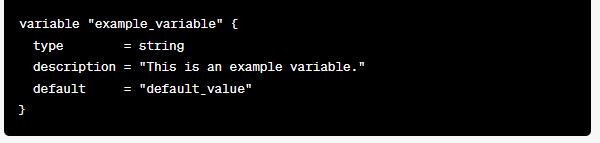 variable "example_variable" {
  type        = string
  description = "This is an example variable."
  default     = "default_value"
}